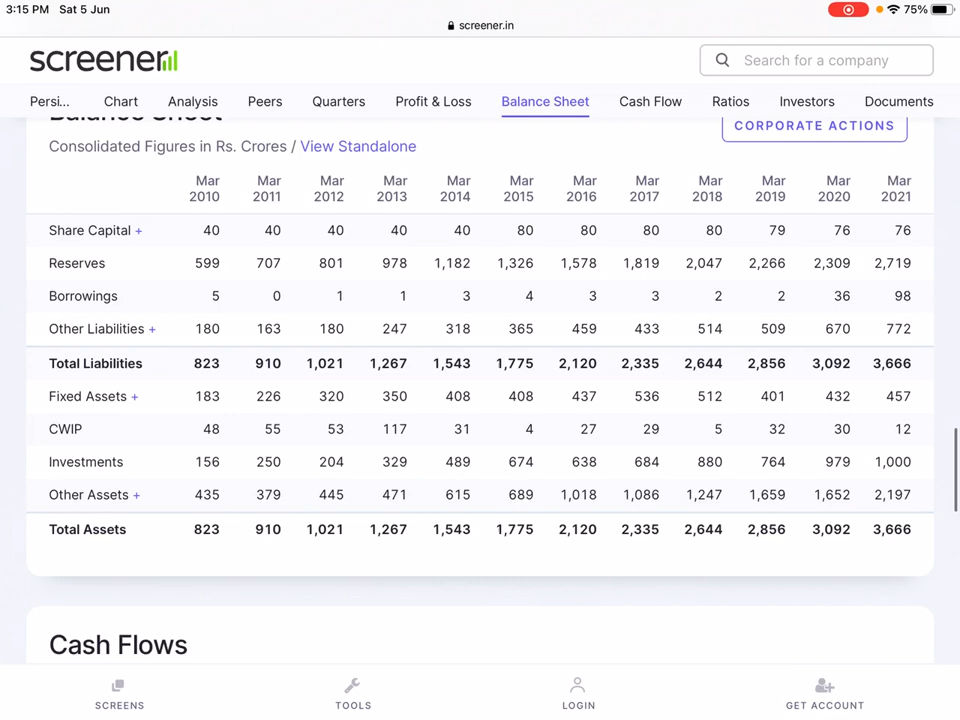 3:15 PM Sat 5 Jun 75%
screener.in
screener Search for a company
Persi... Chart Analysis Peers Quarters Profit & Loss Balance Sheet Cash Flow Ratios Investors Documents
Balance Sheet
CORPORATE ACTIONS
Consolidated Figures in Rs. Crores / View Standalone
Mar Mar Mar Mar Mar Mar Mar Mar Mar Mar Mar Mar
2010 2011 2012 2013 2014 2015 2016 2017 2018 2019 2020 2021
Share Capital + 40 40 40 40 40 80 80 80 80 79 76 76
Reserves 599 707 801 978 1,182 1,326 1,578 1,819 2,047 2,266 2,309 2,719
Borrowings 5 0 1 1 3 4 3 3 2 2 36 98
Other Liabilities + 180 163 180 247 318 365 459 433 514 509 670 772
Total Liabilities 823 910 1,021 1,267 1,543 1,775 2,120 2,335 2,644 2,856 3,092 3,666
Fixed Assets + 183 226 320 350 408 408 437 536 512 401 432 457
CWIP 48 55 53 117 31 4 27 29 5 32 30 12
Investments 156 250 204 329 489 674 638 684 880 764 979 1,000
Other Assets + 435 379 445 471 615 689 1,018 1,086 1,247 1,659 1,652 2,197
Total Assets 823 910 1,021 1,267 1,543 1,775 2,120 2,335 2,644 2,856 3,092 3,666
Cash Flows
SCREENS TOOLS LOGIN GET ACCOUNT